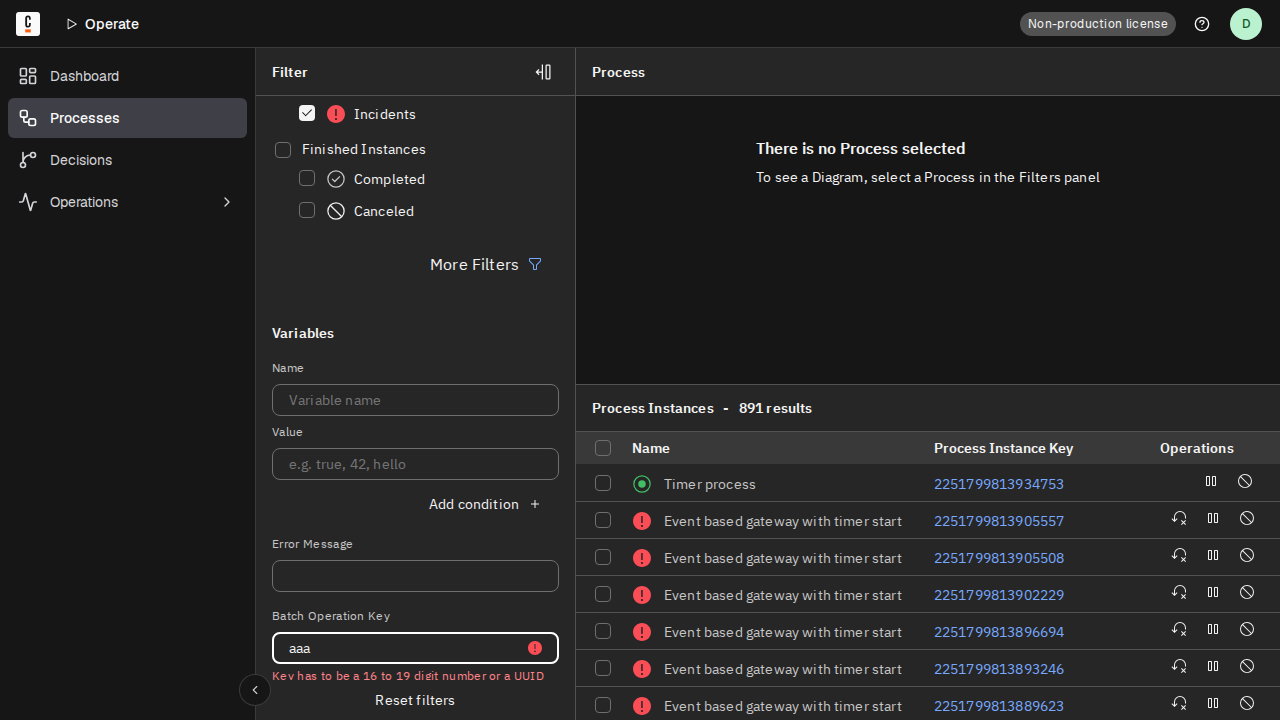 C
Operate
Non-production license
D
Dashboard
Processes
Decisions
Operations
Filter
Incidents
Finished Instances
Completed
Canceled
More Filters
Variables
Name
Variable name
Value
e.g. true, 42, hello
Add condition
Error Message
Batch Operation Key
aaa
Key has to be a 16 to 19 digit number or a UUID
Reset filters
Process
There is no Process selected
To see a Diagram, select a Process in the Filters panel
Process Instances - 891 results
Name Process Instance Key Operations
Timer process 2251799813934753
Event based gateway with timer start 2251799813905557
Event based gateway with timer start 2251799813905508
Event based gateway with timer start 2251799813902229
Event based gateway with timer start 2251799813896694
Event based gateway with timer start 2251799813893246
Event based gateway with timer start 2251799813889623